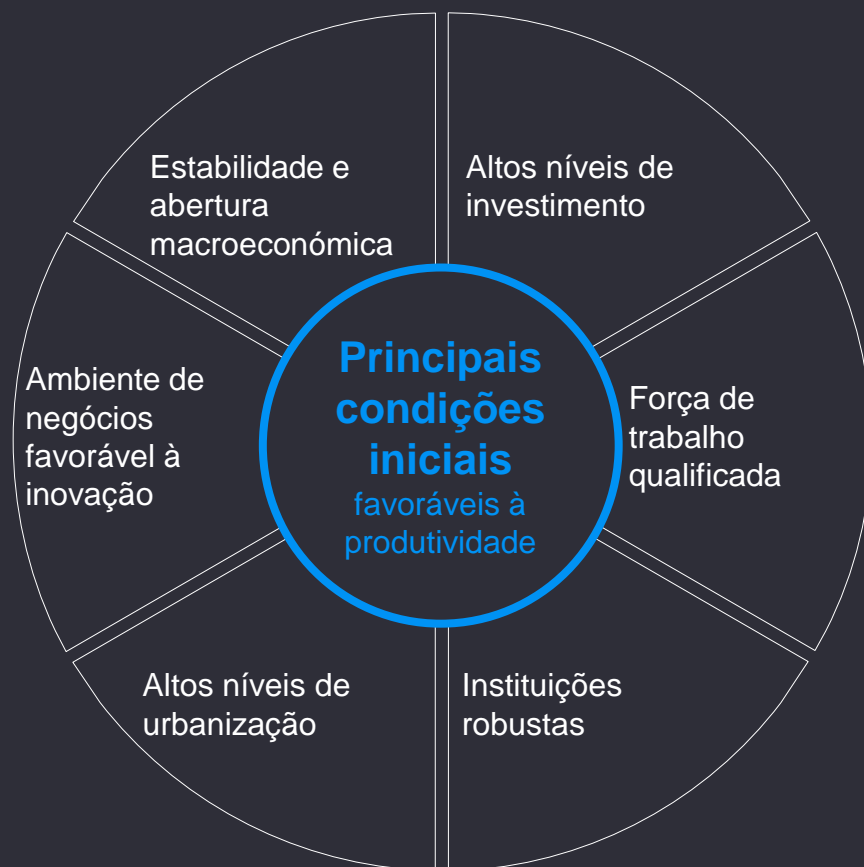 Estabilidade e
abertura
macroeconómica
Altos níveis de
investimento
Principais
condições
iniciais
favoráveis à
produtividade
Ambiente de
negócios
favorável à
inovação
Força de
trabalho
qualificada
Altos níveis de
urbanização
Instituições
robustas